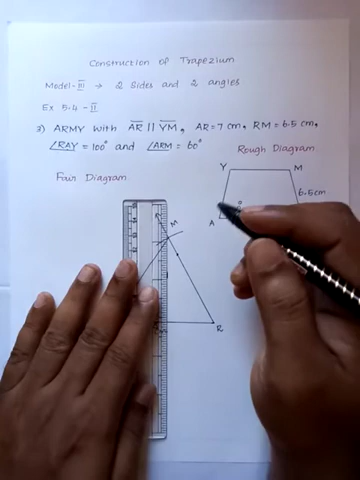 Construction of Trapezium
Model-III → 2 Sides and 2 angles
Ex 5.4 - II
3) ARMY with AR || YM, AR = 7 cm, RM = 6.5 cm,
∠RAY = 100° and ∠ARM = 60°
Rough Diagram
Fair Diagram
Y M
6.5cm
A
M
R